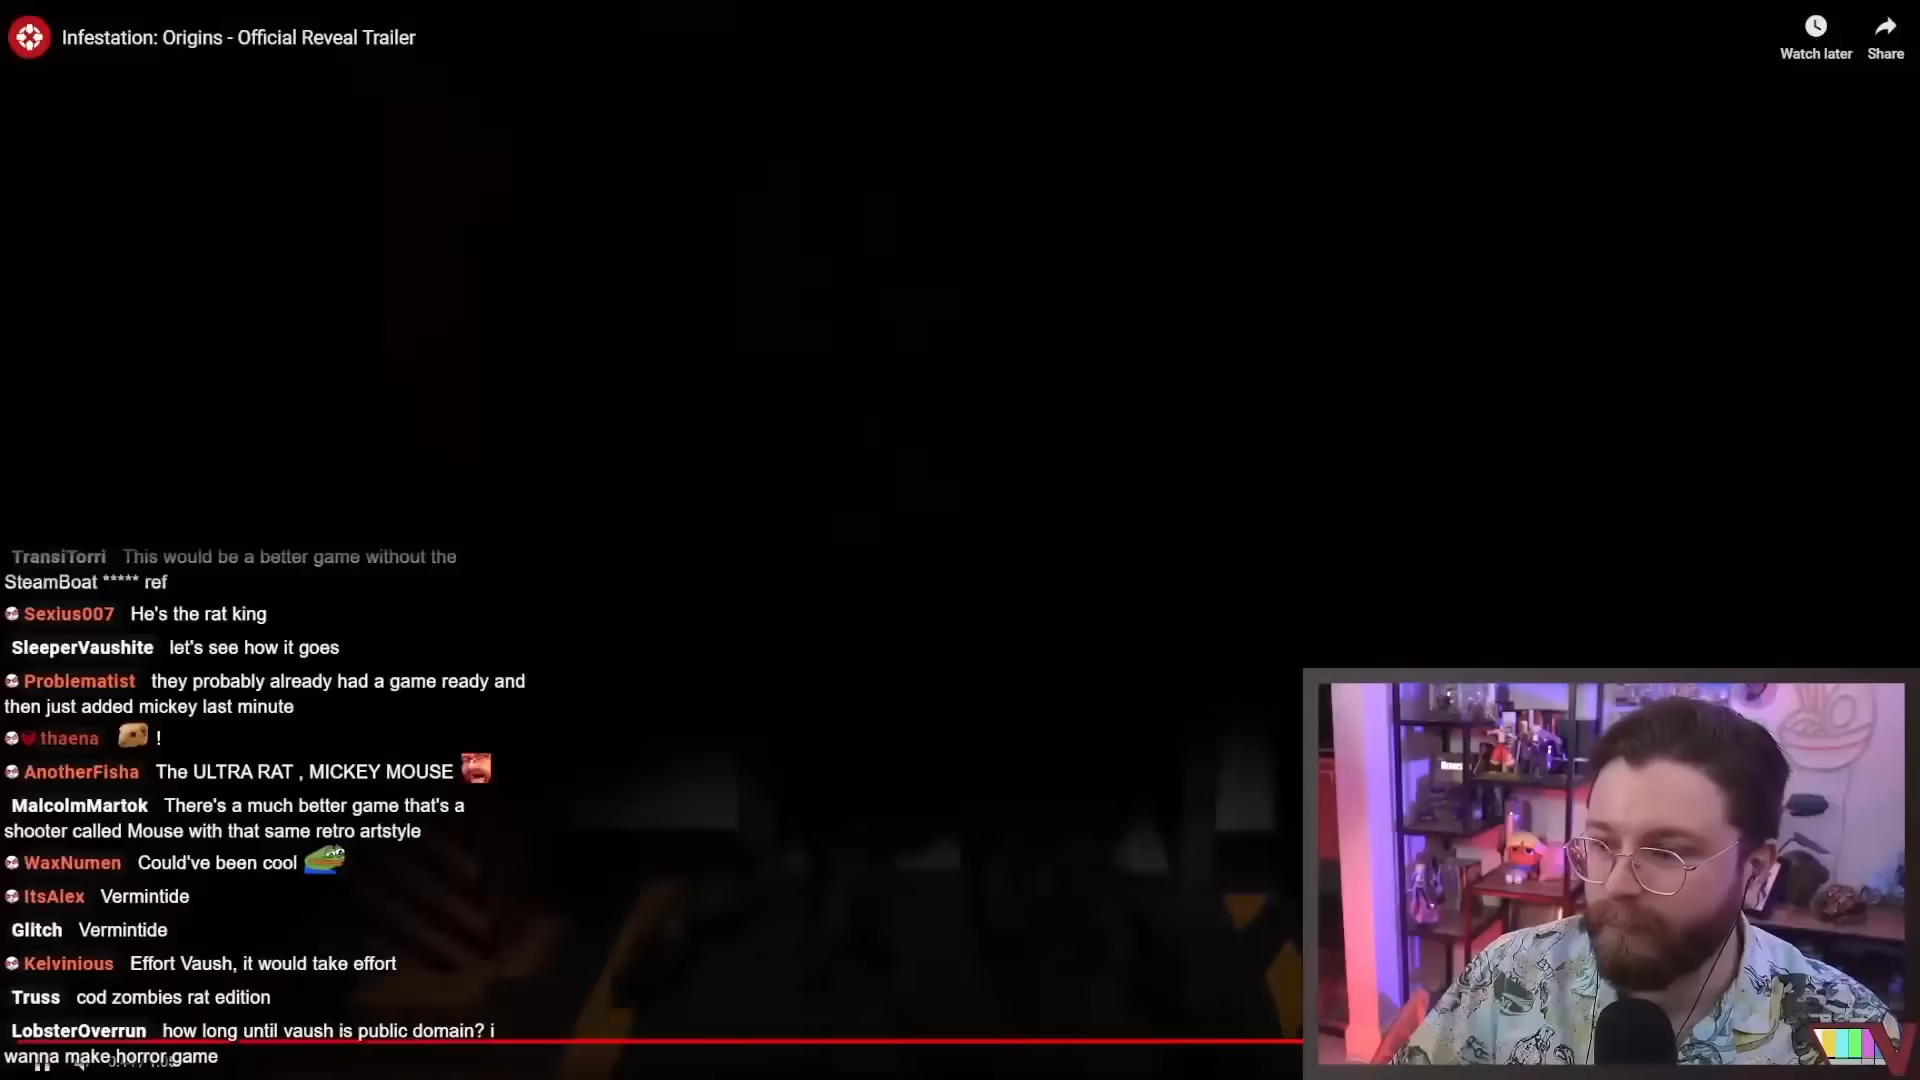 Infestation: Origins - Official Reveal Trailer
Watch later
Share
TransiTorri This would be a better game without the
SteamBoat ***** ref
Sexius007 He's the rat king
SleeperVaushite let's see how it goes
Problematist they probably already had a game ready and
then just added mickey last minute
thaena !
AnotherFisha The ULTRA RAT , MICKEY MOUSE
MalcolmMartok There's a much better game that's a
shooter called Mouse with that same retro artstyle
WaxNumen Could've been cool
ItsAlex Vermintide
Glitch Vermintide
Kelvinious Effort Vaush, it would take effort
Truss cod zombies rat edition
LobsterOverrun how long until vaush is public domain? i
wanna make horror game